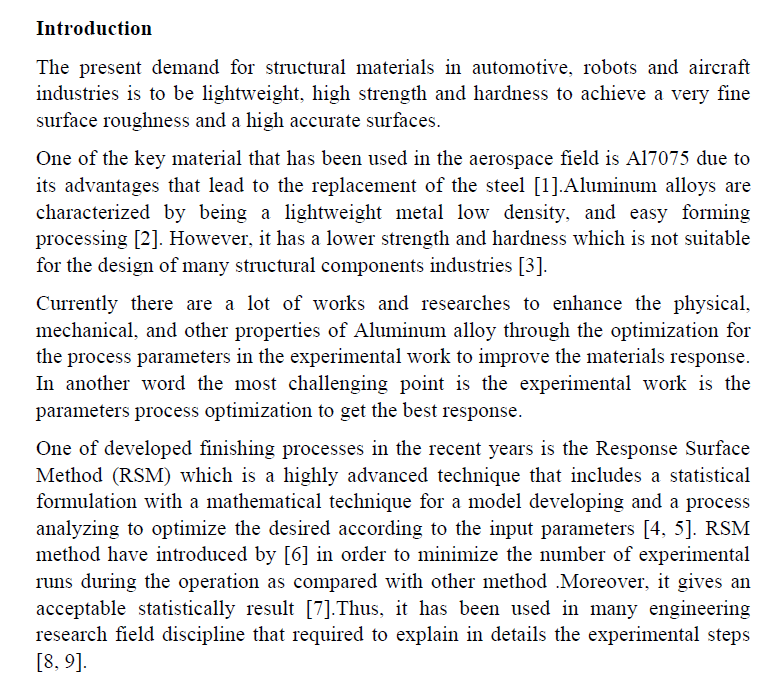 Introduction
The present demand for structural materials in automotive, robots and aircraft
industries is to be lightweight, high strength and hardness to achieve a very fine
surface roughness and a high accurate surfaces.
One of the key material that has been used in the aerospace field is Al7075 due to
its advantages that lead to the replacement of the steel [1].Aluminum alloys are
characterized by being a lightweight metal low density, and easy forming
processing [2]. However, it has a lower strength and hardness which is not suitable
for the design of many structural components industries [3].
Currently there are a lot of works and researches to enhance the physical,
mechanical, and other properties of Aluminum alloy through the optimization for
the process parameters in the experimental work to improve the materials response.
In another word the most challenging point is the experimental work is the
parameters process optimization to get the best response.
One of developed finishing processes in the recent years is the Response Surface
Method (RSM) which is a highly advanced technique that includes a statistical
formulation with a mathematical technique for a model developing and a process
analyzing to optimize the desired according to the input parameters [4, 5]. RSM
method have introduced by [6] in order to minimize the number of experimental
runs during the operation as compared with other method .Moreover, it gives an
acceptable statistically result [7].Thus, it has been used in many engineering
research field discipline that required to explain in details the experimental steps
[8, 9].